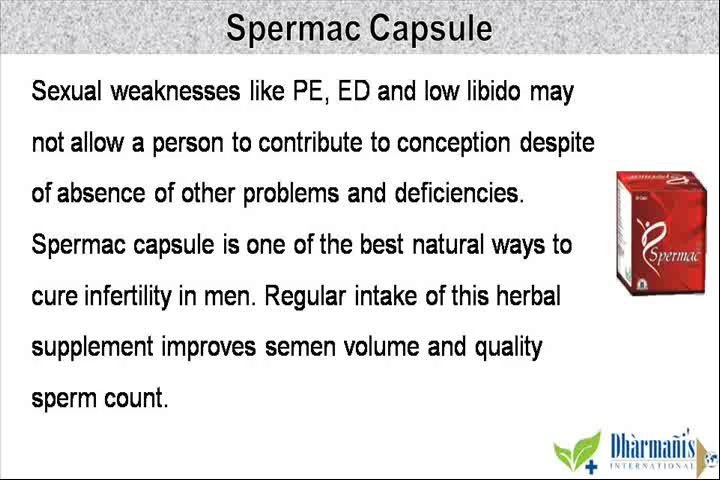 Spermac Capsule
Sexual weaknesses like PE, ED and low libido may
not allow a person to contribute to conception despite
of absence of other problems and deficiencies.
Spermac capsule is one of the best natural ways to
cure infertility in men. Regular intake of this herbal
supplement improves semen volume and quality
sperm count.
Spermac
Dhàrmañi's
INTERNATIONAL